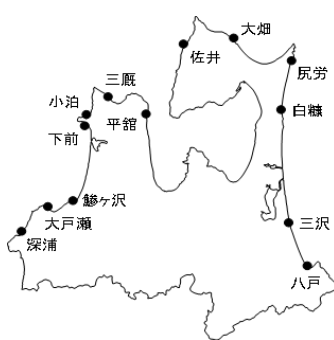 大畑
佐井
尻労
三厩
小泊
平舘
下前
白糠
鰺ヶ沢
大戸瀬
深浦
三沢
八戸